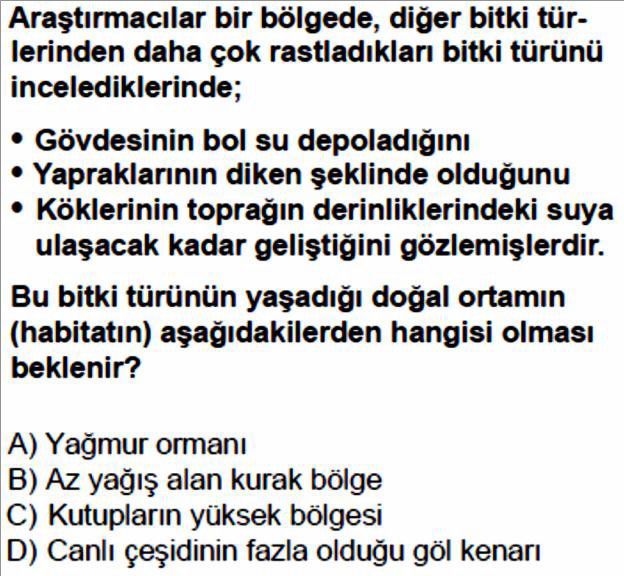 Araştırmacılar bir bölgede, diğer bitki tür-
lerinden daha çok rastladıkları bitki türünü
incelediklerinde;
• Gövdesinin bol su depoladığını
• Yapraklarının diken şeklinde olduğunu
• Köklerinin toprağın derinliklerindeki suya
ulaşacak kadar geliştiğini gözlemişlerdir.
Bu bitki türünün yaşadığı doğal ortamın
(habitatın) aşağıdakilerden hangisi olması
beklenir?
A) Yağmur ormanı
B) Az yağış alan kurak bölge
C) Kutupların yüksek bölgesi
D) Canlı çeşidinin fazla olduğu göl kenarı